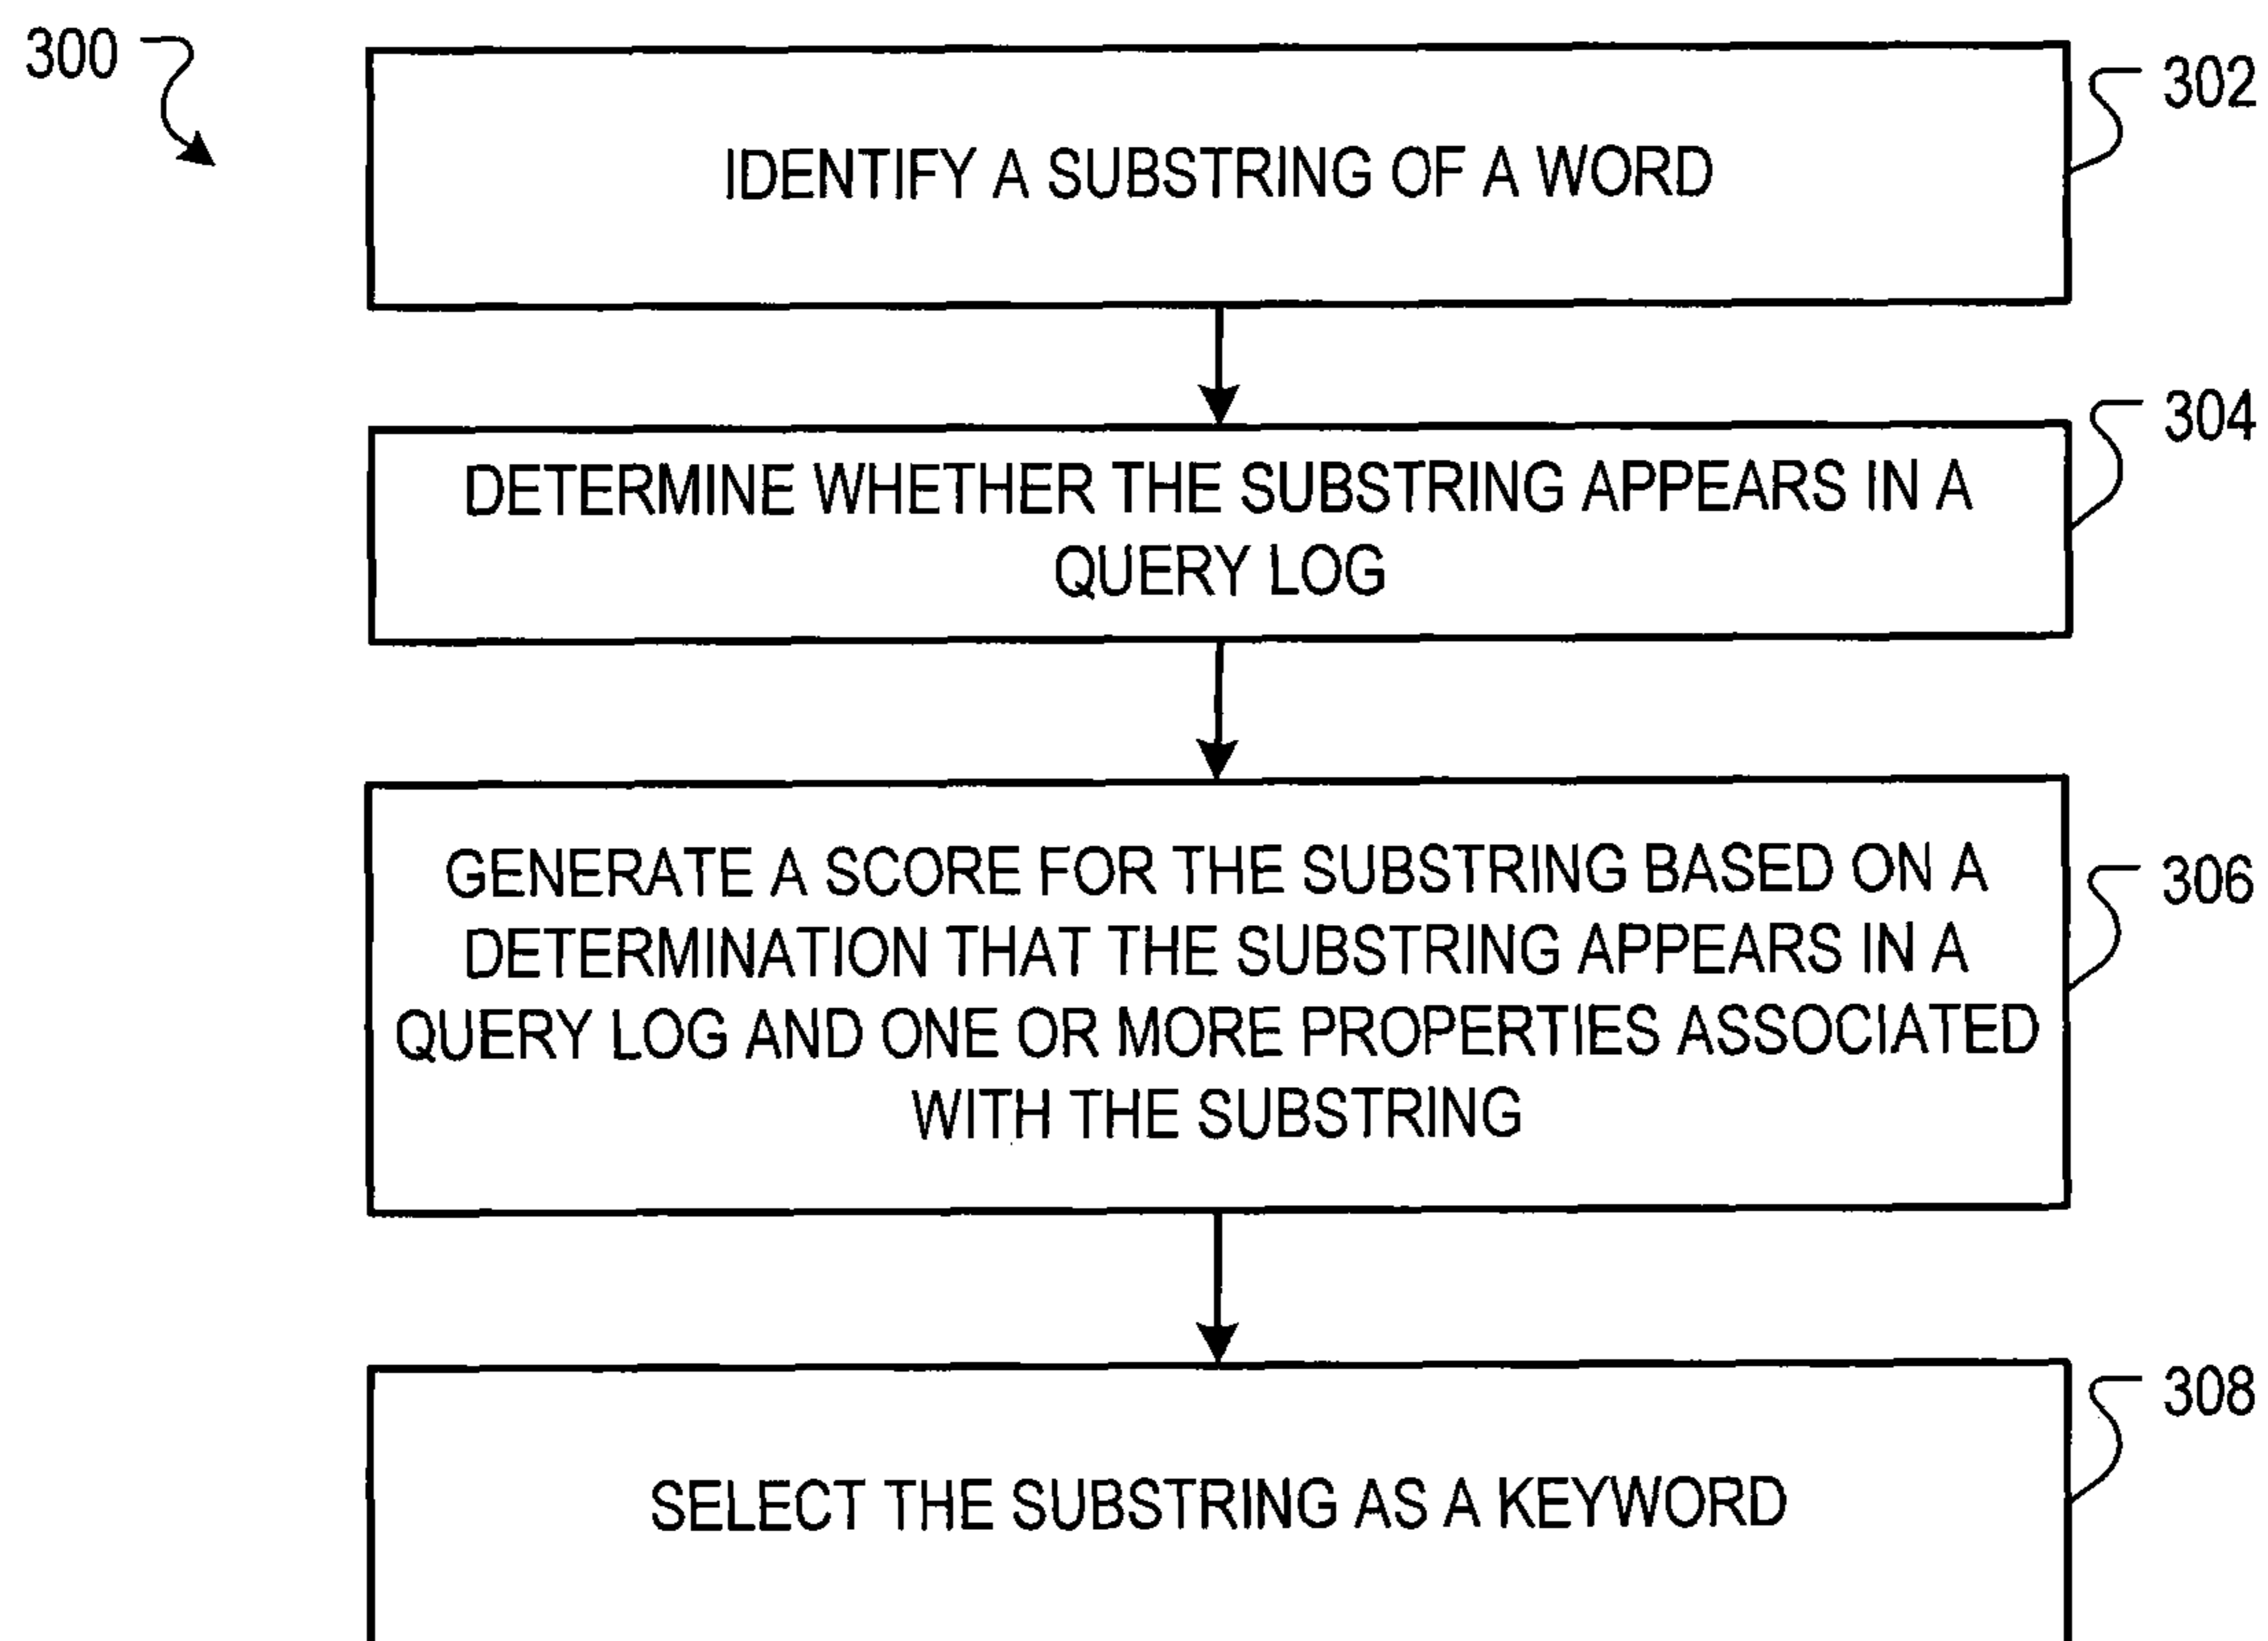 300
302
IDENTIFY A SUBSTRING OF A WORD
304
DETERMINE WHETHER THE SUBSTRING APPEARS IN A
QUERY LOG
306
GENERATE A SCORE FOR THE SUBSTRING BASED ON A
DETERMINATION THAT THE SUBSTRING APPEARS IN A
QUERY LOG AND ONE OR MORE PROPERTIES ASSOCIATED
WITH THE SUBSTRING
308
SELECT THE SUBSTRING AS A KEYWORD